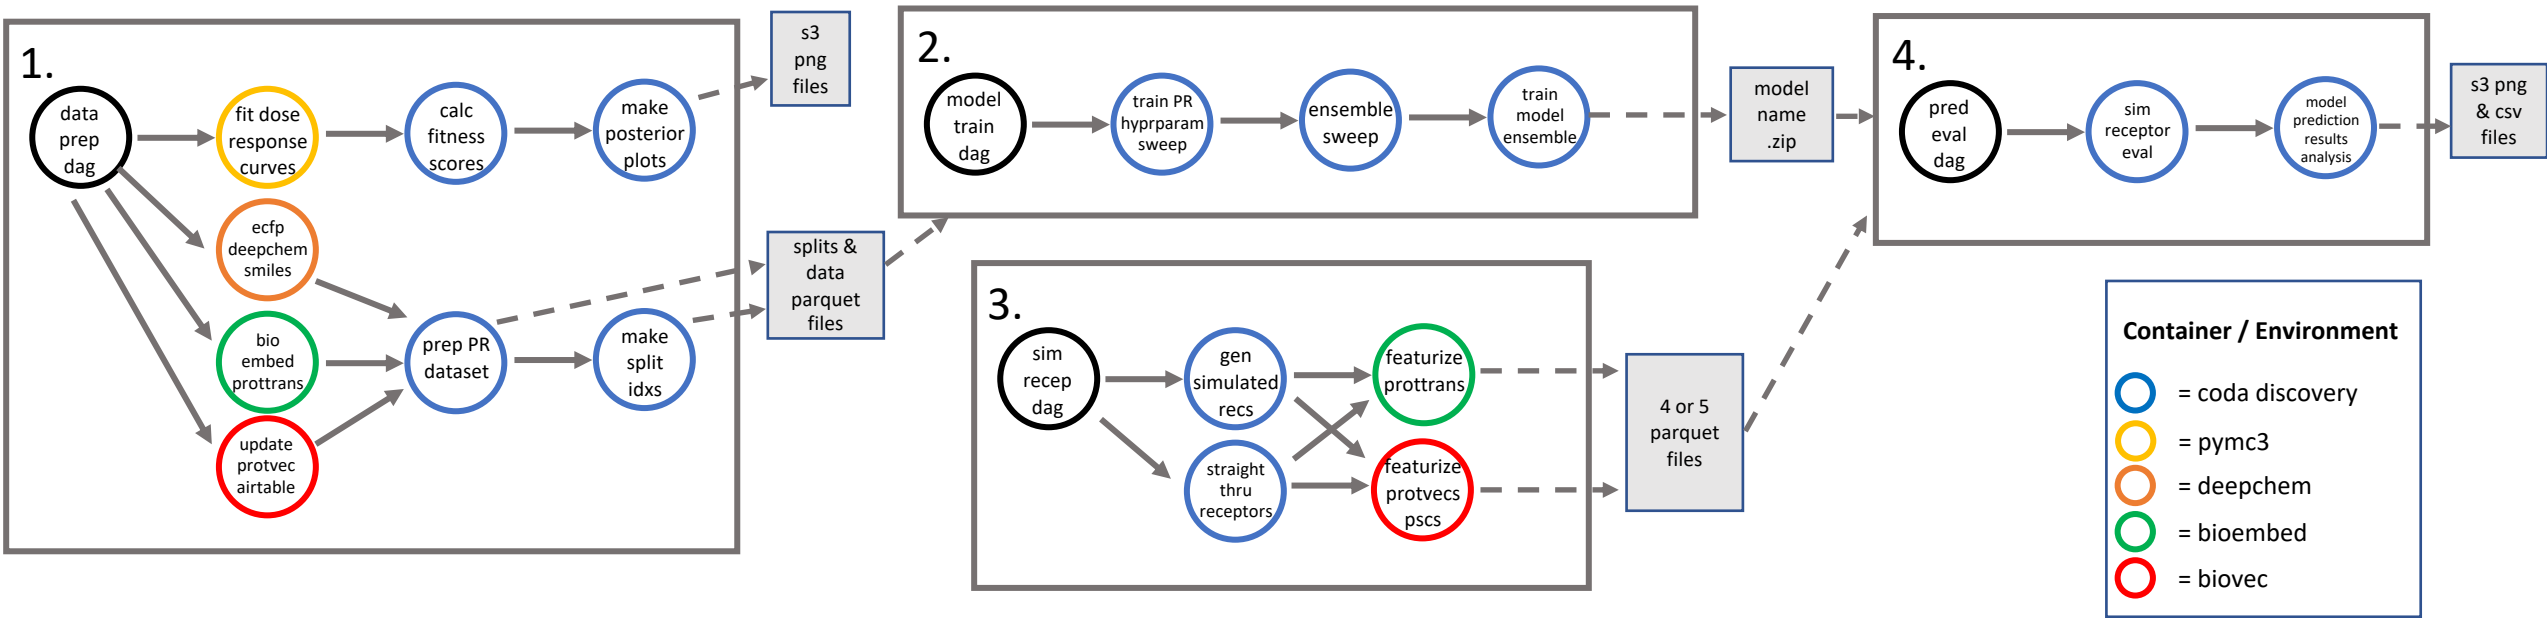 1.
data
prep
dag
fit dose
response
curves
calc
fitness
scores
make
posterior
plots
s3
png
files
ecfp
deepchem
smiles
bio
embed
prottrans
update
protvec
airtable
prep PR
dataset
make
split
idxs
splits &
data
parquet
files
2.
model
train
dag
train PR
hyprparam
sweep
ensemble
sweep
train
model
ensemble
model
name
.zip
3.
sim
recep
dag
gen
simulated
recs
straight
thru
receptors
featurize
prottrans
featurize
protvecs
pscs
4 or 5
parquet
files
4.
pred
eval
dag
sim
receptor
eval
model
prediction
results
analysis
s3 png
& csv
files
Container / Environment
= coda discovery
= pymc3
= deepchem
= bioembed
= biovec